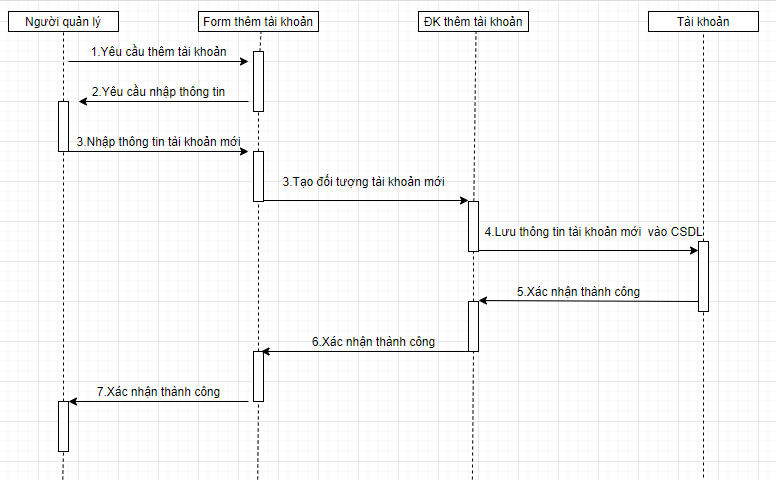 Người quản lý
Form thêm tài khoản
ĐK thêm tài khoản
Tài khoản
1.Yêu cầu thêm tài khoản
2.Yêu cầu nhập thông tin
3.Nhập thông tin tài khoản mới
3.Tạo đối tượng tài khoản mới
4.Lưu thông tin tài khoản mới vào CSDL
5.Xác nhận thành công
6.Xác nhận thành công
7.Xác nhận thành công